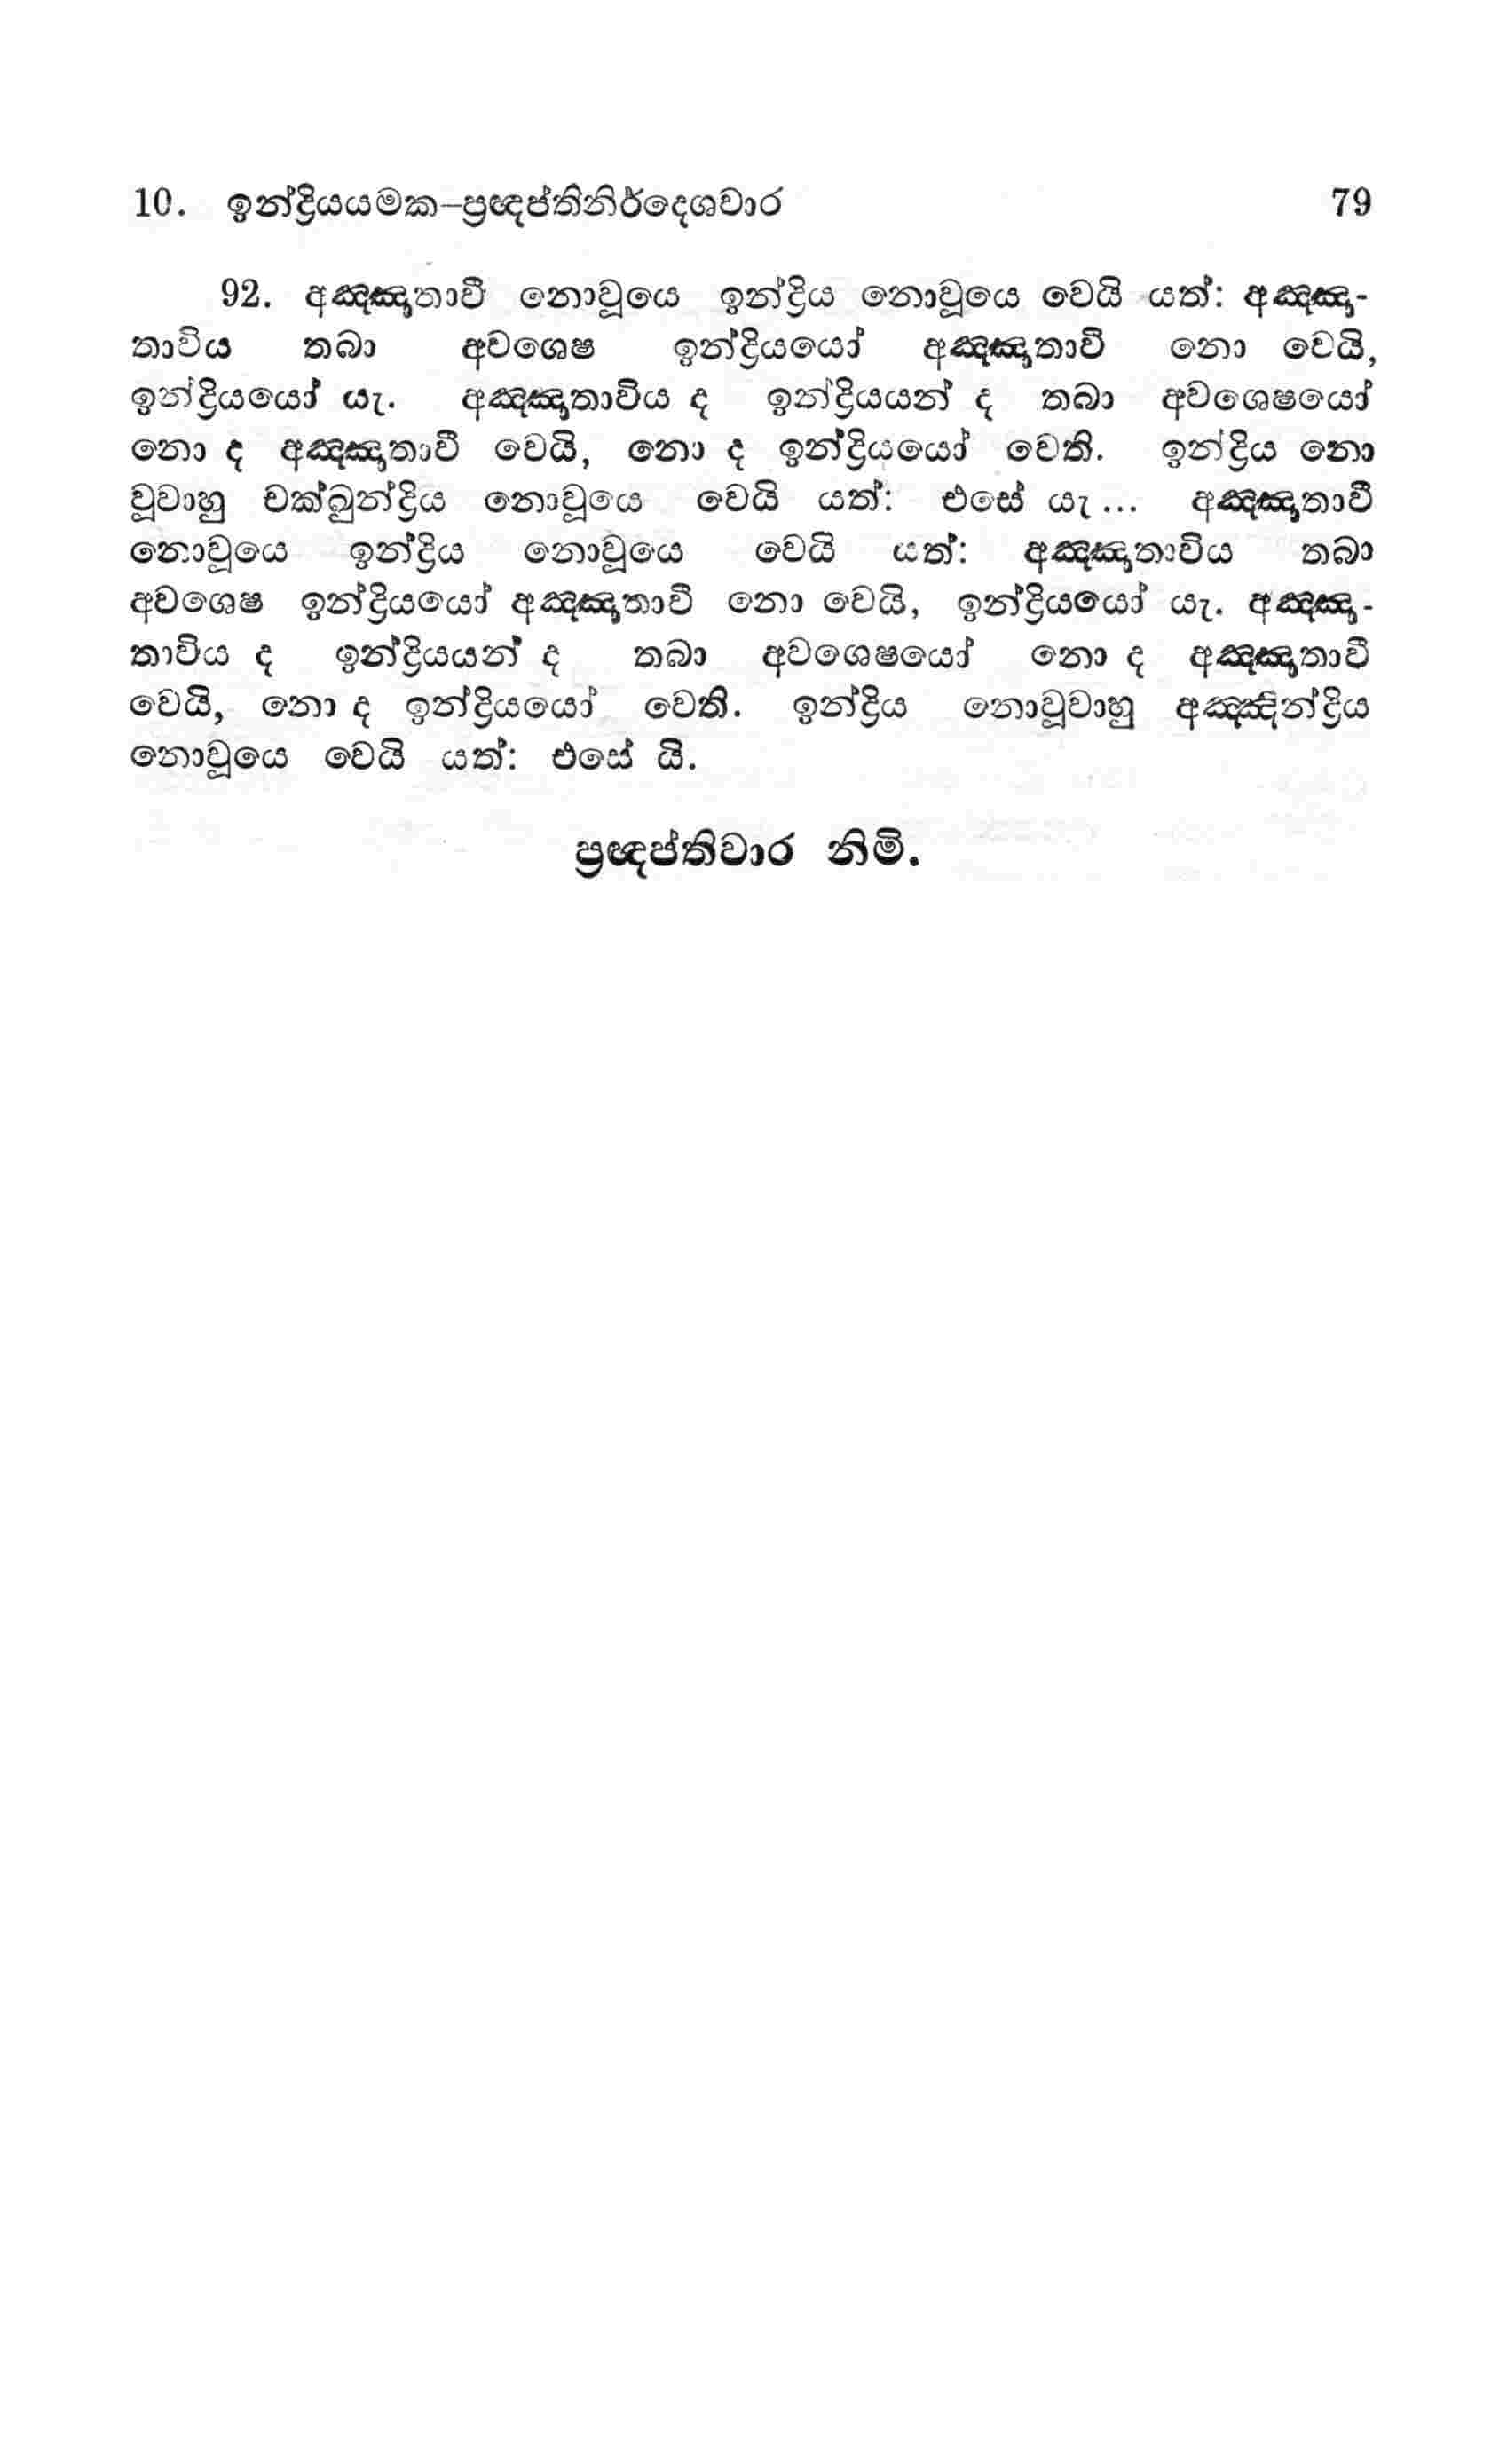 10. ඉන්ද්‍රියයමක–ප්‍රඥප්තිනිර්දෙශවාර 79
92. අඤ්ඤාතාවී නොවූයෙ ඉන්ද්‍රිය නොවූයෙ වෙයි යත්: අඤ්ඤා-
තාවිය තබා අවශෙෂ ඉන්ද්‍රියයෝ අඤ්ඤාතාවී නො වෙයි,
ඉන්ද්‍රියයෝ යැ. අඤ්ඤාතාවිය ද ඉන්ද්‍රියයන් ද තබා අවශෙෂයෝ
නො ද අඤ්ඤාතාවී වෙයි, නො ද ඉන්ද්‍රියයෝ වෙති. ඉන්ද්‍රිය නො
වූවාහු චක්ඛුන්ද්‍රිය නොවූයෙ වෙයි යත්: එසේ යැ... අඤ්ඤාතාවී
නොවූයෙ ඉන්ද්‍රිය නොවූයෙ වෙයි යත්: අඤ්ඤාතාවිය තබා
අවශෙෂ ඉන්ද්‍රියයෝ අඤ්ඤාතාවී නො වෙයි, ඉන්ද්‍රියයෝ යැ. අඤ්ඤා-
තාවිය ද ඉන්ද්‍රියයන් ද තබා අවශෙෂයෝ නො ද අඤ්ඤාතාවී
වෙයි, නො ද ඉන්ද්‍රියයෝ වෙති. ඉන්ද්‍රිය නොවූවාහු අඤ්ඤින්ද්‍රිය
නොවූයෙ වෙයි යත්: එසේ යි.
ප්‍රඥප්තිවාර නිමි.